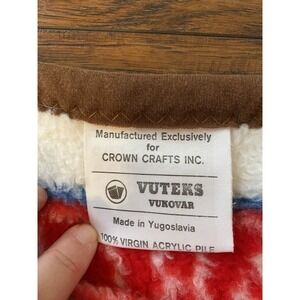 Manufactured Exclusively
for
CROWN CRAFTS INC.
VUTEKS
VUKOVAR
Made in Yugoslavia
100% VIRGIN ACRYLIC PILE